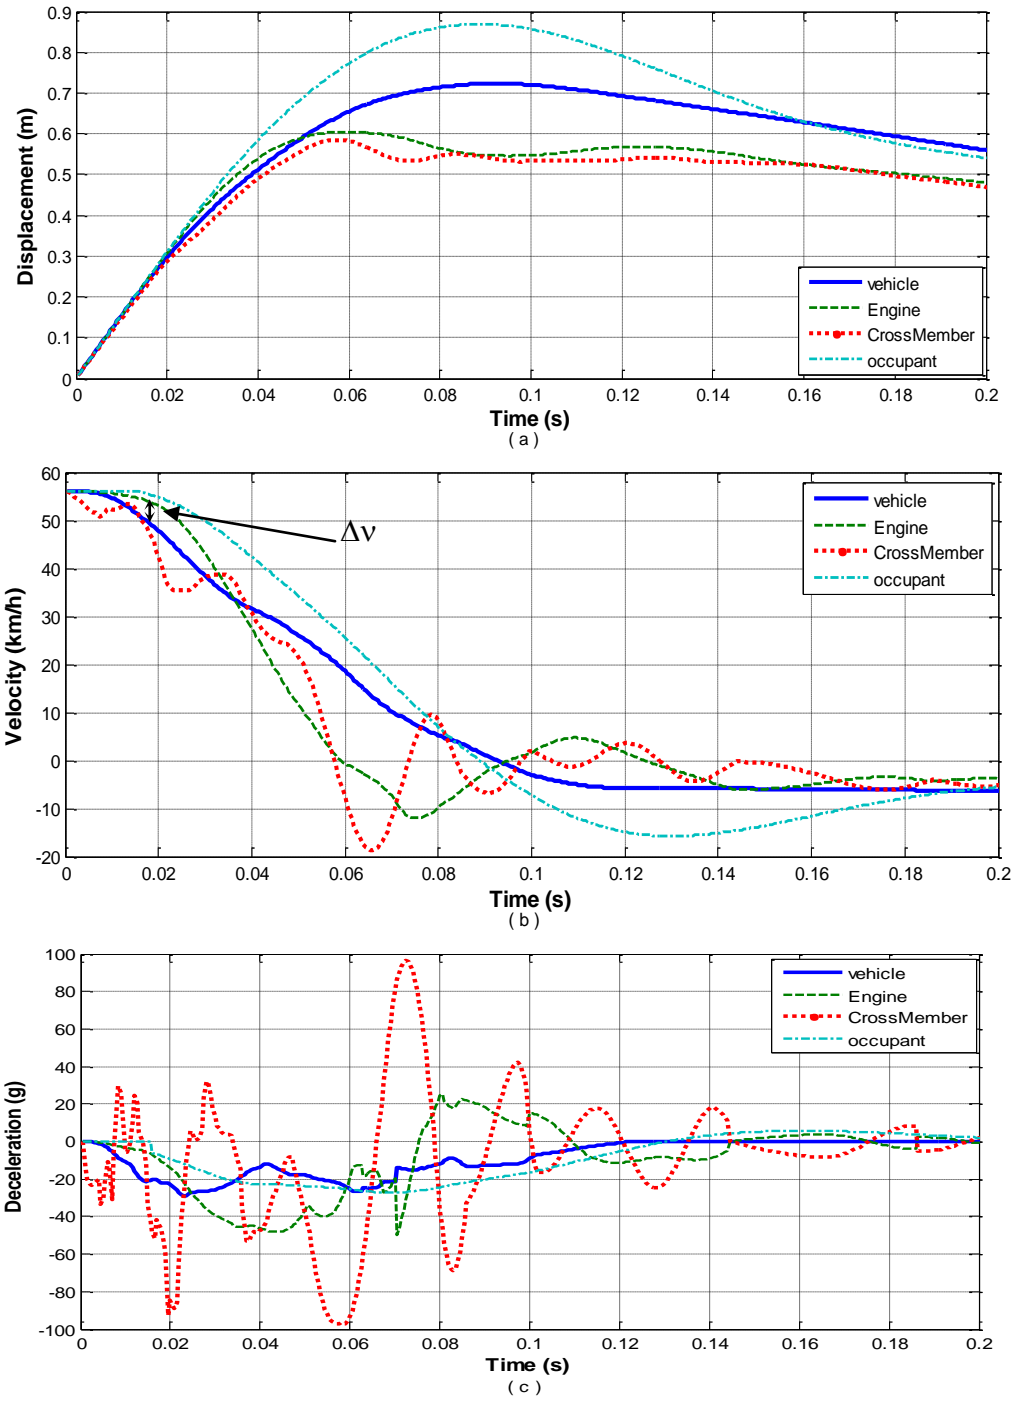 0.9
0.8
0.7
0.6
0.5
0.4
0.3
0.2
0.1
0
Displacement (m)
vehicle
Engine
CrossMember
occupant
0 0.02 0.04 0.06 0.08 0.1 0.12 0.14 0.16 0.18 0.2
Time (s)
( a )
60
50
40
30
20
10
0
-10
-20
Velocity (km/h)
Δν
vehicle
Engine
CrossMember
occupant
0 0.02 0.04 0.06 0.08 0.1 0.12 0.14 0.16 0.18 0.2
Time (s)
( b )
100
80
60
40
20
0
-20
-40
-60
-80
-100
Deceleration (g)
vehicle
Engine
CrossMember
occupant
0 0.02 0.04 0.06 0.08 0.1 0.12 0.14 0.16 0.18 0.2
Time (s)
( c )